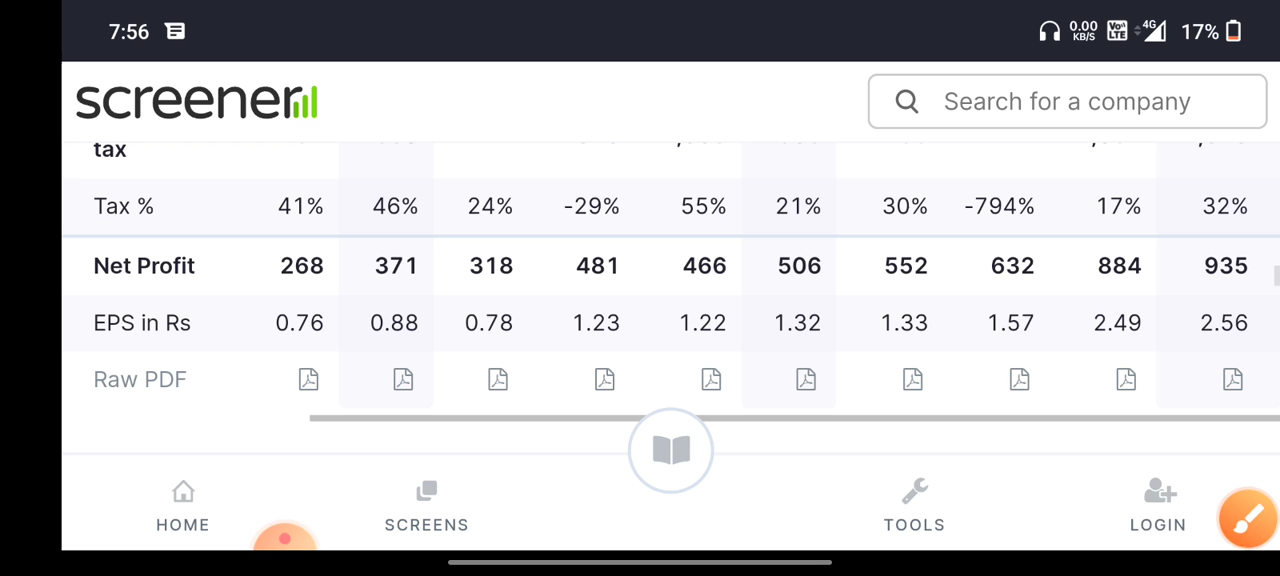 7:56 0.00 KB/S Vo LTE 4G 17%
screener Search for a company
tax
Tax % 41% 46% 24% -29% 55% 21% 30% -794% 17% 32%
Net Profit 268 371 318 481 466 506 552 632 884 935
EPS in Rs 0.76 0.88 0.78 1.23 1.22 1.32 1.33 1.57 2.49 2.56
Raw PDF
HOME SCREENS TOOLS LOGIN